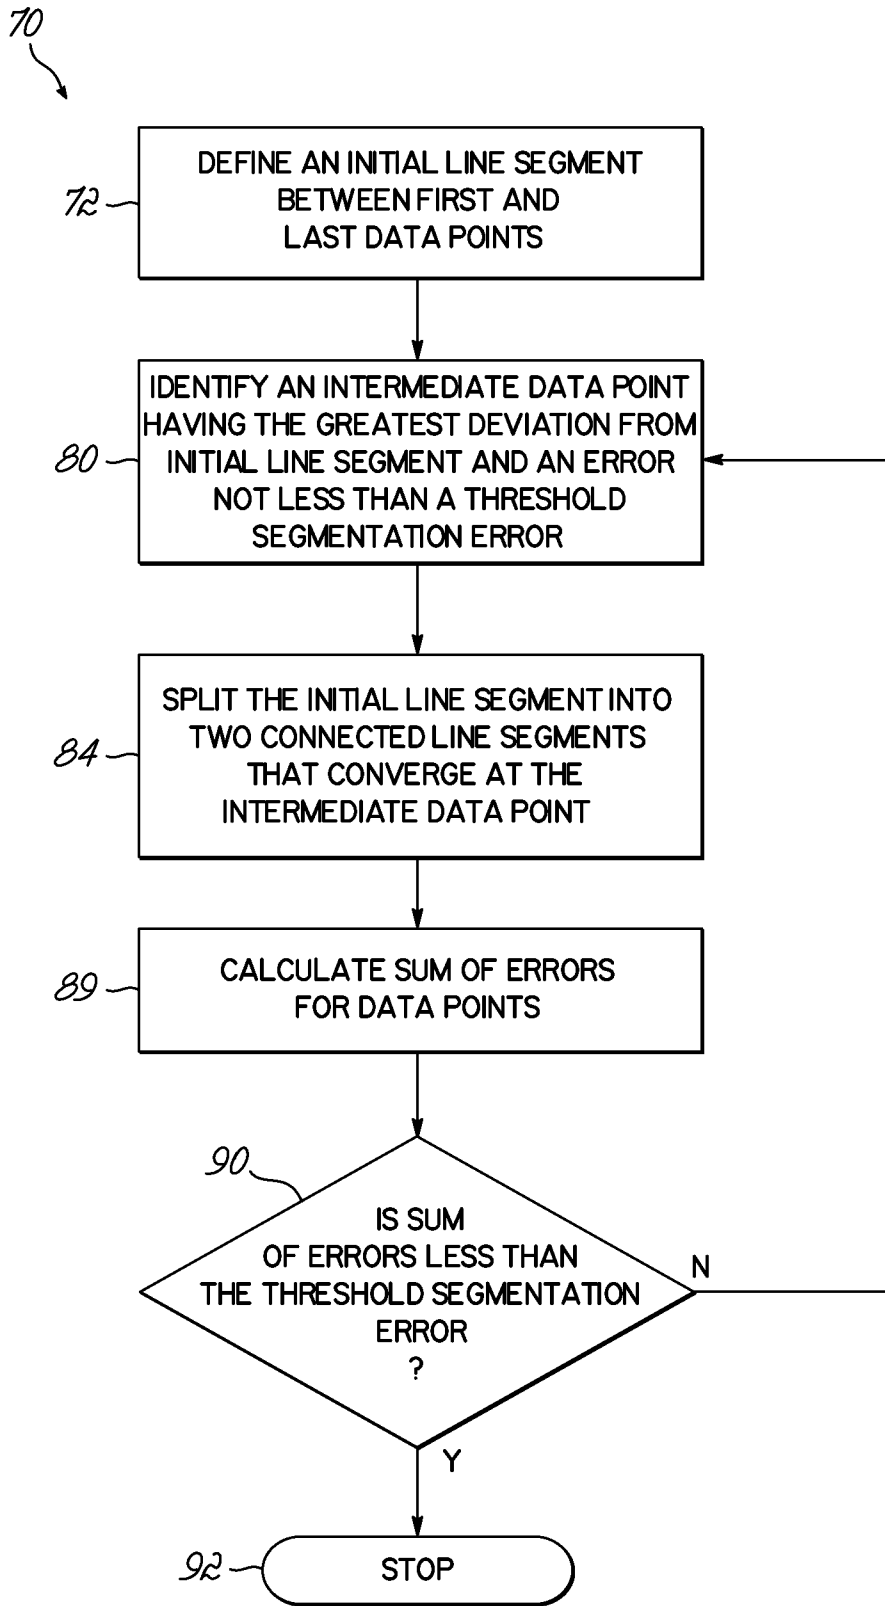 70
72
DEFINE AN INITIAL LINE SEGMENT
BETWEEN FIRST AND
LAST DATA POINTS
80
IDENTIFY AN INTERMEDIATE DATA POINT
HAVING THE GREATEST DEVIATION FROM
INITIAL LINE SEGMENT AND AN ERROR
NOT LESS THAN A THRESHOLD
SEGMENTATION ERROR
84
SPLIT THE INITIAL LINE SEGMENT INTO
TWO CONNECTED LINE SEGMENTS
THAT CONVERGE AT THE
INTERMEDIATE DATA POINT
89
CALCULATE SUM OF ERRORS
FOR DATA POINTS
90
IS SUM
OF ERRORS LESS THAN
THE THRESHOLD SEGMENTATION
ERROR
?
N
Y
92
STOP